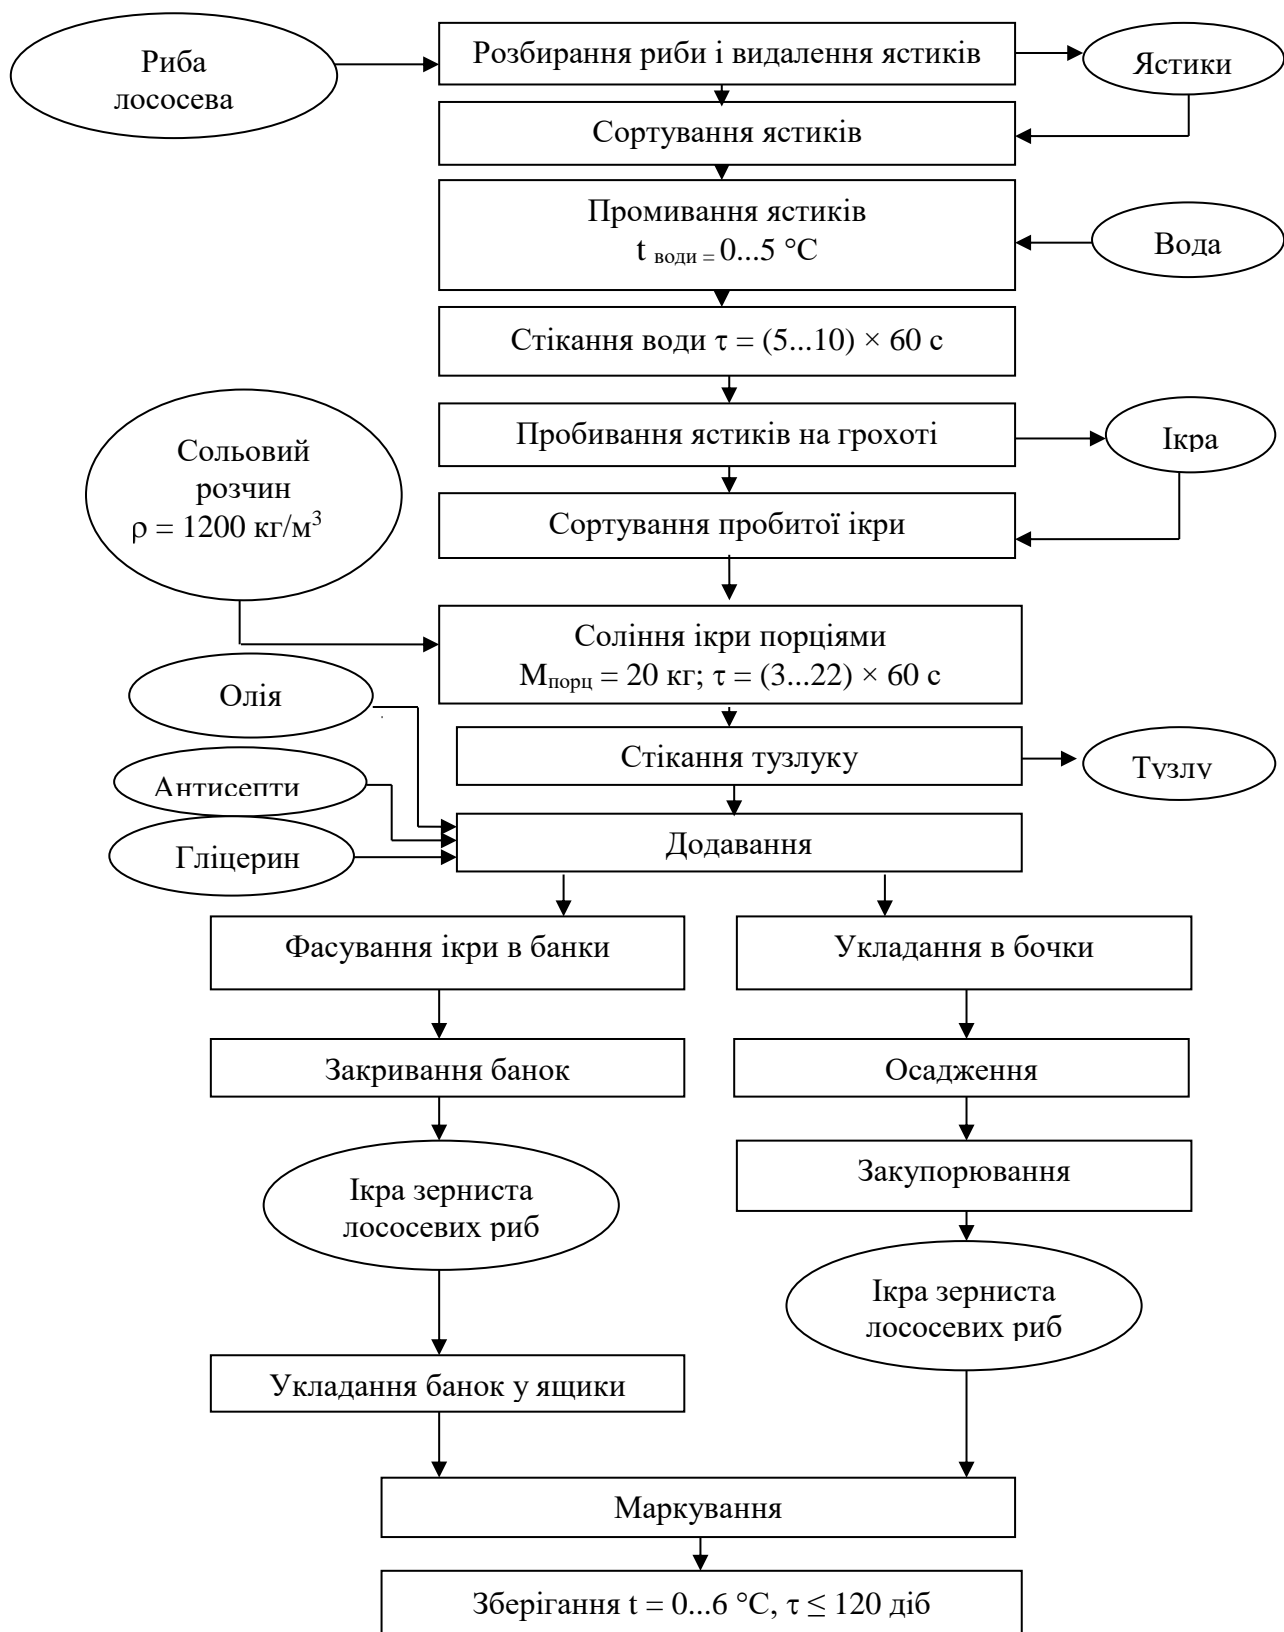 Риба
лососева
Розбирання риби і видалення ястиків
Ястики
Сортування ястиків
Промивання ястиків
t води = 0...5 °С
Вода
Стікання води τ = (5...10) × 60 с
Пробивання ястиків на грохоті
Ікра
Сольовий
розчин
ρ = 1200 кг/м³
Сортування пробитої ікри
Соління ікри порціями
Мпорц = 20 кг; τ = (3...22) × 60 с
Олія
Стікання тузлуку
Тузлу
Антисепти
Додавання
Гліцерин
Фасування ікри в банки
Укладання в бочки
Закривання банок
Осадження
Закупорювання
Ікра зерниста
лососевих риб
Ікра зерниста
лососевих риб
Укладання банок у ящики
Маркування
Зберігання t = 0...6 °С, τ ≤ 120 діб